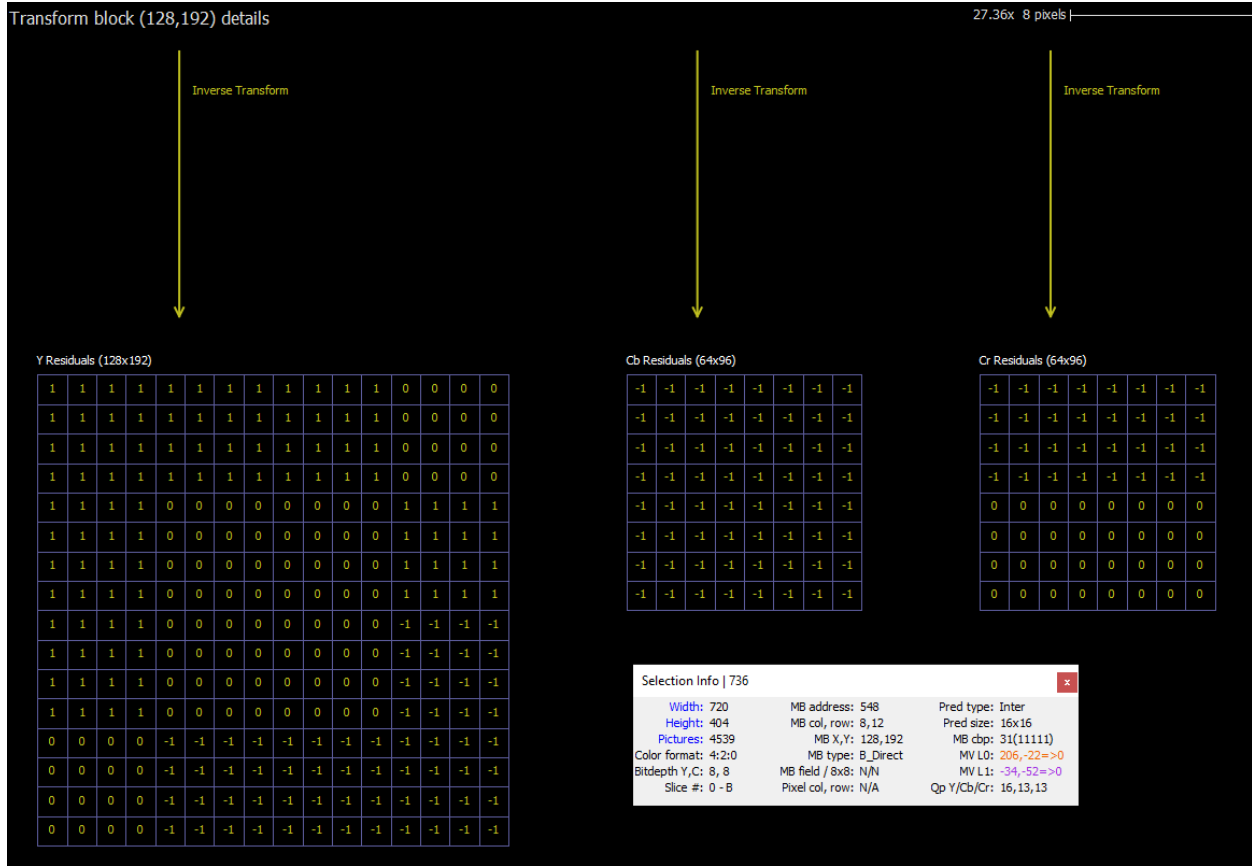 Transform block (128,192) details
27.36x 8 pixels
Inverse Transform
Inverse Transform
Inverse Transform
Y Residuals (128x192)
1 1 1 1 1 1 1 1 1 1 1 1 0 0 0 0
1 1 1 1 1 1 1 1 1 1 1 1 0 0 0 0
1 1 1 1 1 1 1 1 1 1 1 1 0 0 0 0
1 1 1 1 1 1 1 1 1 1 1 1 0 0 0 0
1 1 1 1 0 0 0 0 0 0 0 0 1 1 1 1
1 1 1 1 0 0 0 0 0 0 0 0 1 1 1 1
1 1 1 1 0 0 0 0 0 0 0 0 1 1 1 1
1 1 1 1 0 0 0 0 0 0 0 0 1 1 1 1
1 1 1 1 0 0 0 0 0 0 0 0 -1 -1 -1 -1
1 1 1 1 0 0 0 0 0 0 0 0 -1 -1 -1 -1
1 1 1 1 0 0 0 0 0 0 0 0 -1 -1 -1 -1
1 1 1 1 0 0 0 0 0 0 0 0 -1 -1 -1 -1
0 0 0 0 -1 -1 -1 -1 -1 -1 -1 -1 -1 -1 -1 -1
0 0 0 0 -1 -1 -1 -1 -1 -1 -1 -1 -1 -1 -1 -1
0 0 0 0 -1 -1 -1 -1 -1 -1 -1 -1 -1 -1 -1 -1
0 0 0 0 -1 -1 -1 -1 -1 -1 -1 -1 -1 -1 -1 -1
Cb Residuals (64x96)
-1 -1 -1 -1 -1 -1 -1 -1
-1 -1 -1 -1 -1 -1 -1 -1
-1 -1 -1 -1 -1 -1 -1 -1
-1 -1 -1 -1 -1 -1 -1 -1
-1 -1 -1 -1 -1 -1 -1 -1
-1 -1 -1 -1 -1 -1 -1 -1
-1 -1 -1 -1 -1 -1 -1 -1
-1 -1 -1 -1 -1 -1 -1 -1
Cr Residuals (64x96)
-1 -1 -1 -1 -1 -1 -1 -1
-1 -1 -1 -1 -1 -1 -1 -1
-1 -1 -1 -1 -1 -1 -1 -1
-1 -1 -1 -1 -1 -1 -1 -1
0 0 0 0 0 0 0 0
0 0 0 0 0 0 0 0
0 0 0 0 0 0 0 0
0 0 0 0 0 0 0 0
Selection Info | 736 x
Width: 720 MB address: 548 Pred type: Inter
Height: 404 MB col, row: 8,12 Pred size: 16x16
Pictures: 4539 MB X,Y: 128,192 MB cbp: 31(11111)
Color format: 4:2:0 MB type: B_Direct MV L0: 206,-22=>0
Bitdepth Y,C: 8, 8 MB field / 8x8: N/N MV L1: -34,-52=>0
Slice #: 0 - B Pixel col, row: N/A Qp Y/Cb/Cr: 16,13,13